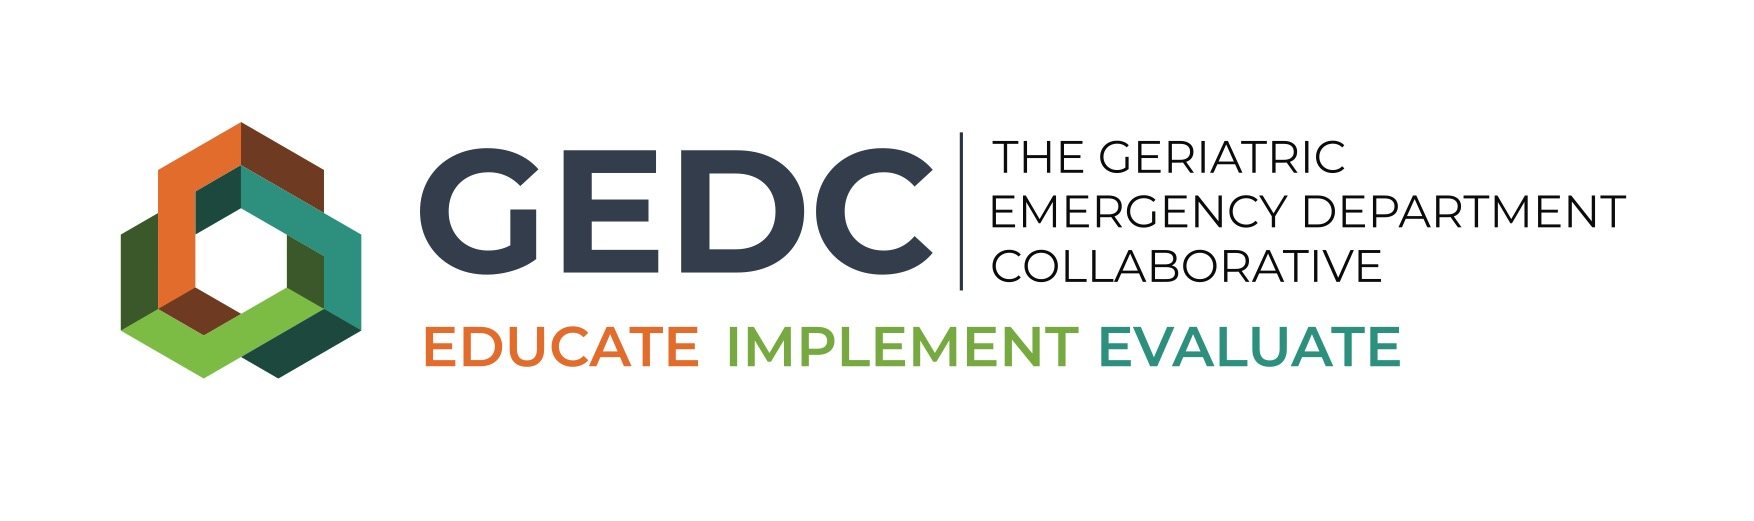 GEDC
THE GERIATRIC
EMERGENCY DEPARTMENT
COLLABORATIVE
EDUCATE IMPLEMENT EVALUATE